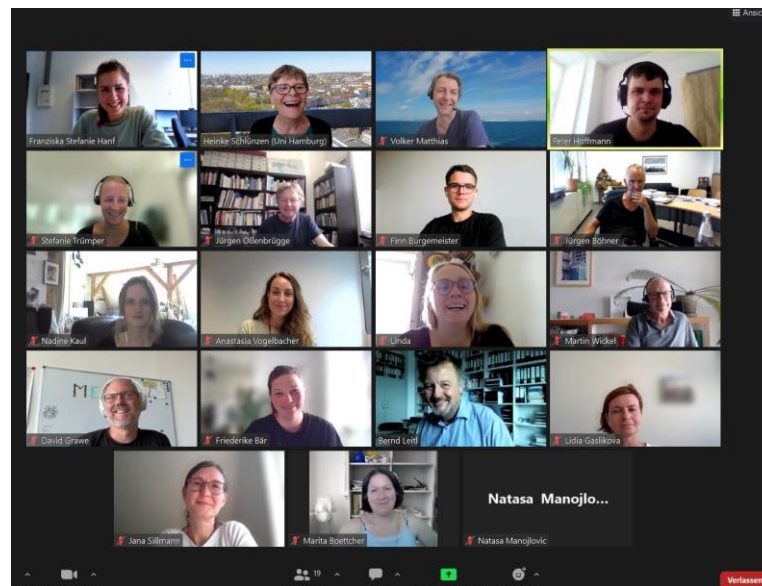 Ansic
Franziska Stefanie Hanf
Heinke Schlünzen (Uni Hamburg)
Volker Matthias
Peter Hoffmann
Stefanie Trümper
Jürgen Oßenbrügge
Finn Burgemeister
Jürgen Böhner
Nadine Kaul
Anastasia Vogelbacher
Linda
Martin Wickel
ME
David Grawe
Friederike Bär
Bernd Leitl
Lidia Gaslikova
Natasa Manojlo...
Jana Sillmann
Marita Boettcher
Natasa Manojlovic
19
Verlassen